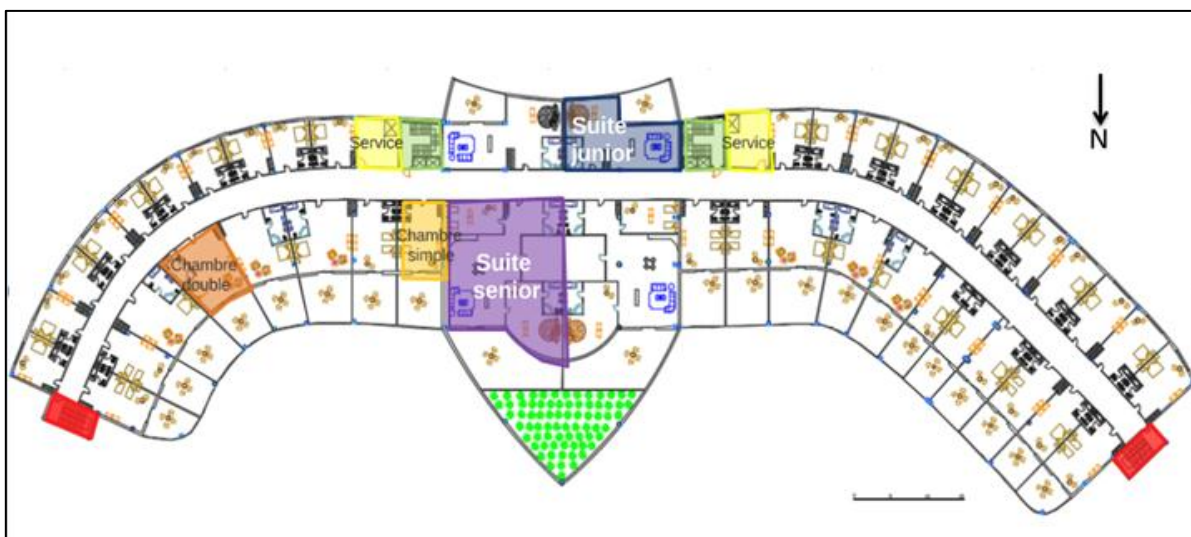 Service
Suite
junior
Service
N
Chambre
simple
Chambre
double
Suite
senior